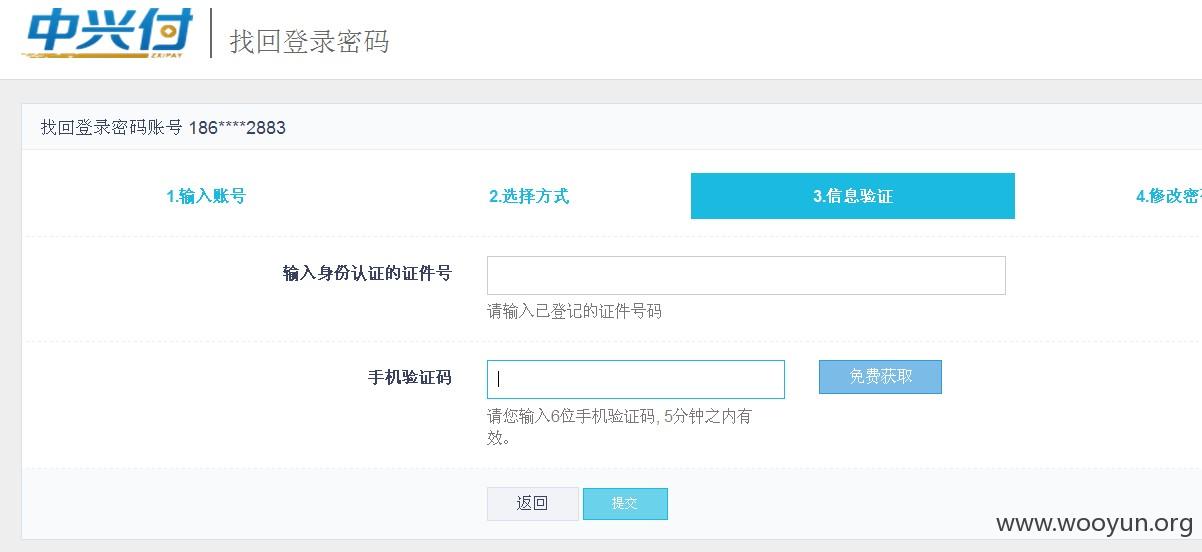 中兴付
ZXIPAY
找回登录密码
找回登录密码账号 186****2883
1.输入账号
2.选择方式
3.信息验证
4.修改密
输入身份认证的证件号
请输入已登记的证件号码
手机验证码
免费获取
请您输入6位手机验证码, 5分钟之内有
效。
返回
提交
www.wooyun.org